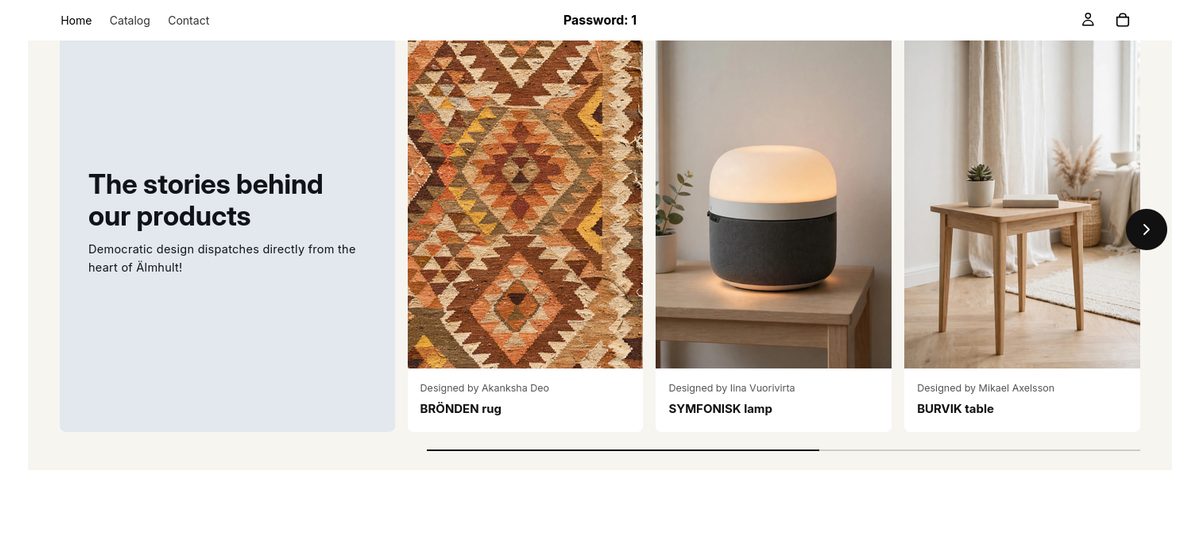 Home Catalog Contact Password: 1
The stories behind
our products
Democratic design dispatches directly from the
heart of Älmhult!
Designed by Akanksha Deo
BRÖNDEN rug
Designed by Iina Vuorivirta
SYMFONISK lamp
Designed by Mikael Axelsson
BURVIK table